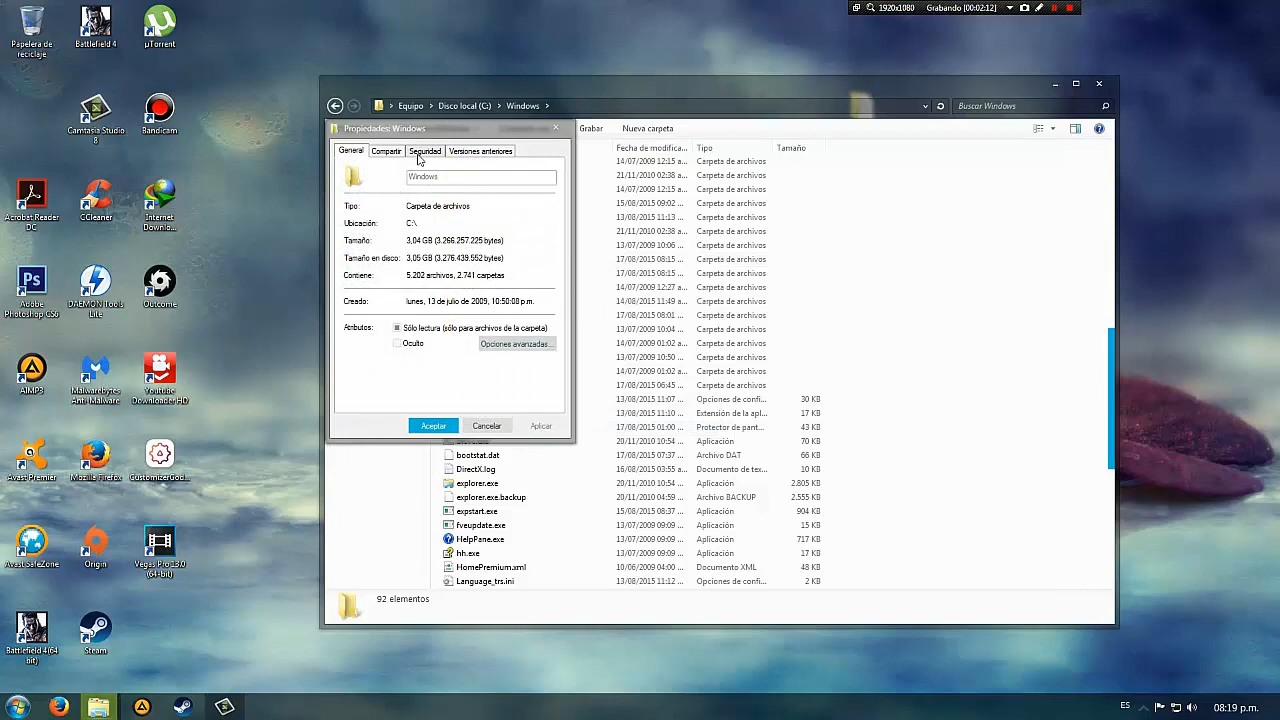 1920x1080 Grabando [00:02:12]
Papelera de reciclaje
Battlefield 4
µTorrent
Camtasia Studio 8
Bandicam
Acrobat Reader DC
CCleaner
Internet Downlo...
Adobe Photoshop CS6
DAEMON Tools Lite
Outcome
AIMP3
Malwarebytes Anti-Malware
Youtube Downloader HD
Avast Premier
Mozilla Firefox
CustomizerGod...
Avast SafeZone
Origin
Vegas Pro 13.0 (64-bit)
Battlefield 4(64 bit)
Steam
Equipo Disco local (C:) Windows
Buscar Windows
Grabar Nueva carpeta
Propiedades: Windows
General Compartir Seguridad Versiones anteriores
Windows
Tipo: Carpeta de archivos
Ubicación: C:\
Tamaño: 3,04 GB (3.266.257.225 bytes)
Tamaño en disco: 3,05 GB (3.276.439.552 bytes)
Contiene: 5.202 archivos, 2.741 carpetas
Creado: lunes, 13 de julio de 2009, 10:50:08 p.m.
Atributos: Sólo lectura (sólo para archivos de la carpeta)
Oculto Opciones avanzadas...
Aceptar Cancelar Aplicar
Fecha de modifica... Tipo Tamaño
14/07/2009 12:15 a... Carpeta de archivos
21/11/2010 02:38 a... Carpeta de archivos
14/07/2009 12:15 a... Carpeta de archivos
15/08/2015 09:02 ... Carpeta de archivos
13/08/2015 11:13 ... Carpeta de archivos
21/11/2010 02:38 a... Carpeta de archivos
13/07/2009 10:06 ... Carpeta de archivos
17/08/2015 08:15 ... Carpeta de archivos
17/08/2015 08:15 ... Carpeta de archivos
14/07/2009 12:27 a... Carpeta de archivos
14/08/2015 11:49 ... Carpeta de archivos
17/08/2015 08:01 ... Carpeta de archivos
13/07/2009 10:04 ... Carpeta de archivos
14/07/2009 01:02 a... Carpeta de archivos
13/07/2009 10:50 ... Carpeta de archivos
14/07/2009 01:02 a... Carpeta de archivos
17/08/2015 06:45 ... Carpeta de archivos
13/08/2015 11:07 ... Opciones de confi... 30 KB
13/08/2015 11:10 ... Extensión de la apl... 17 KB
17/08/2015 01:00 ... Protector de pant... 43 KB
20/11/2010 10:54 ... Aplicación 70 KB
bootstat.dat 17/08/2015 07:37 ... Archivo DAT 66 KB
DirectX.log 16/08/2015 03:55 a... Documento de tex... 10 KB
explorer.exe 20/11/2010 10:54 ... Aplicación 2.805 KB
explorer.exe.backup 20/11/2010 04:59 ... Archivo BACKUP 2.555 KB
expstart.exe 15/08/2015 08:37 ... Aplicación 904 KB
fveupdate.exe 13/07/2009 09:09 ... Aplicación 15 KB
HelpPane.exe 13/07/2009 09:09 ... Aplicación 717 KB
hh.exe 13/07/2009 09:09 ... Aplicación 17 KB
HomePremium.xml 10/06/2009 04:00 ... Documento XML 48 KB
Language_trs.ini 13/08/2015 11:12 ... Opciones de confi... 2 KB
92 elementos
ES 08:19 p.m.